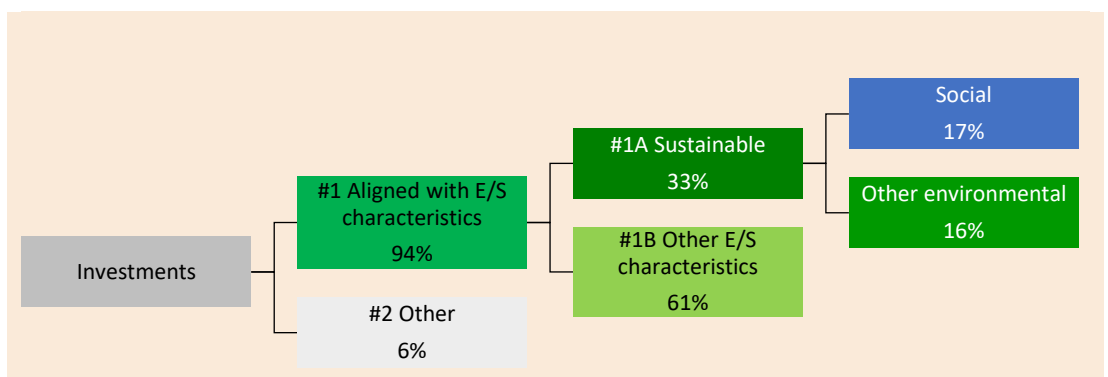 Investments
#1 Aligned with E/S
characteristics
94%
#2 Other
6%
#1A Sustainable
33%
#1B Other E/S
characteristics
61%
Social
17%
Other environmental
16%